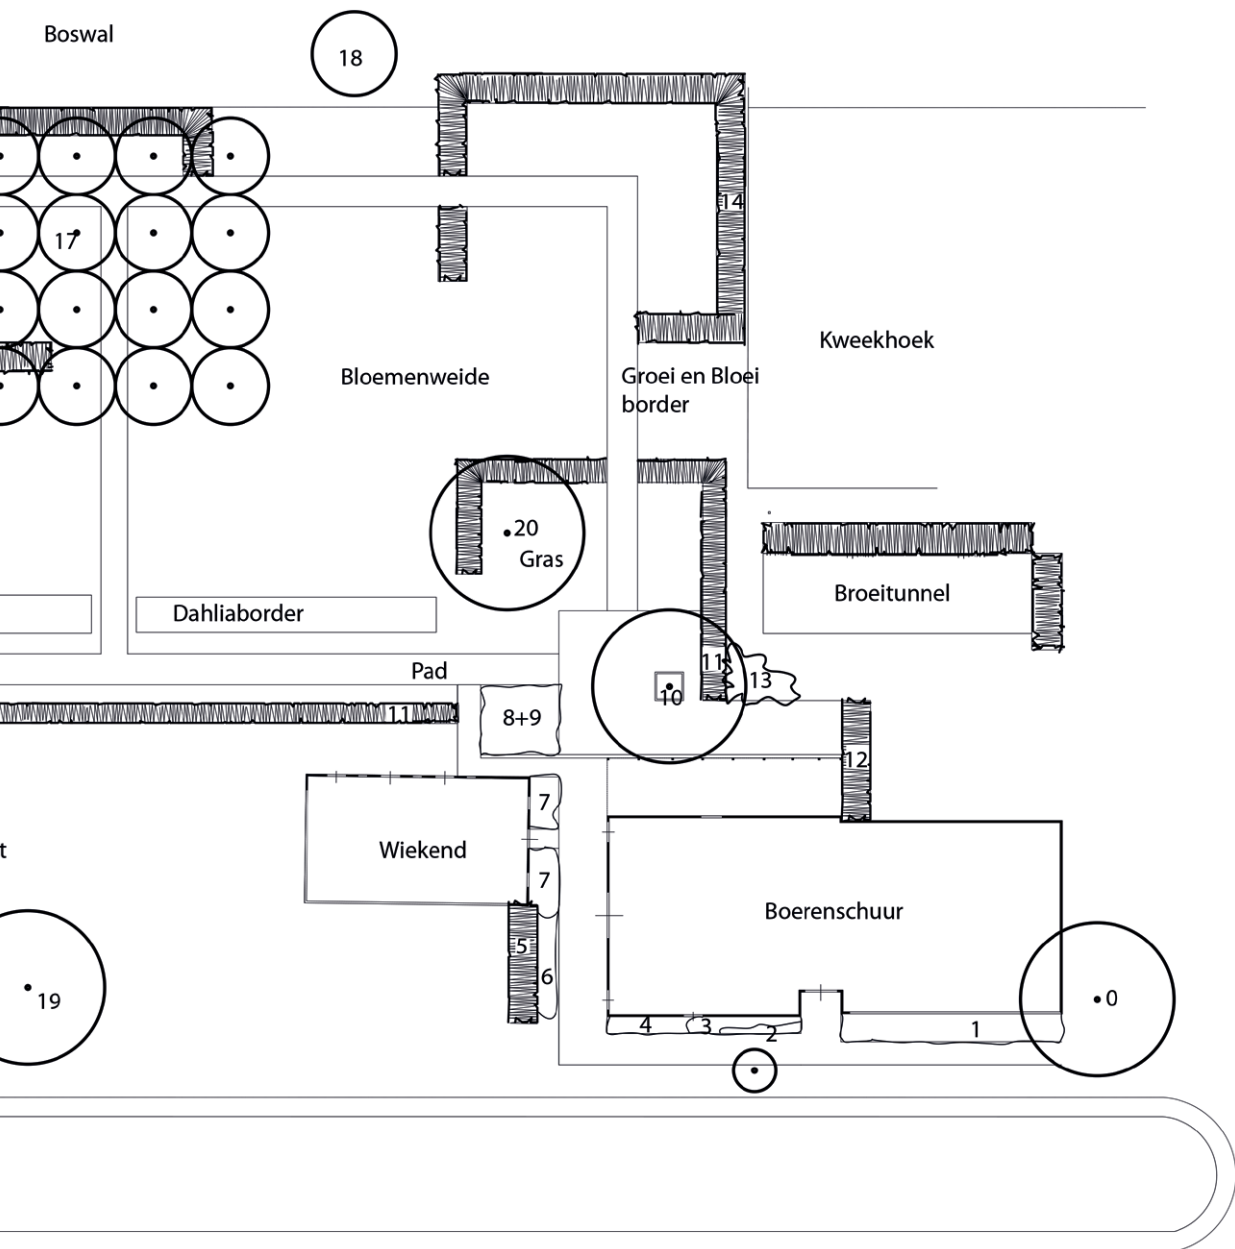 Boswal
18
14
17
Kweekhoek
Bloemenweide
Groei en Bloei
border
20
Gras
Broeitunnel
Dahliaborder
Pad
11
13
10
11
8+9
12
7
t
Wiekend
7
Boerenschuur
5
6
19
0
4
3
2
1